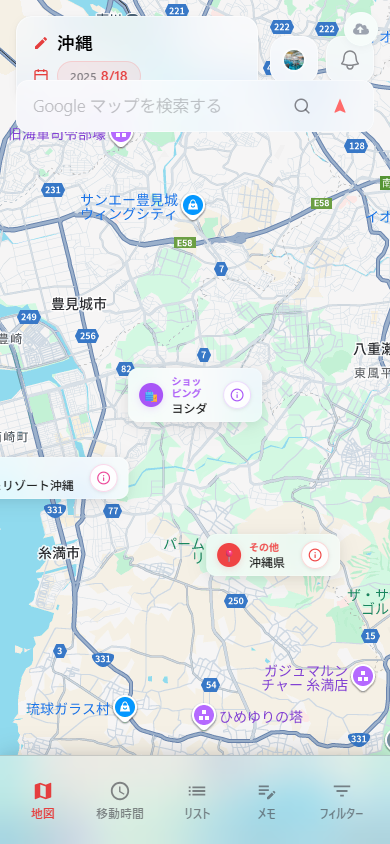 221
222
222
沖縄
2025 8/18
Google マップを検索する
旧海軍司令部壕
128
231
サンエー豊見城
ウィングシティ
E58
E58
7
豊見城市
249
256
7
82
八重瀬
東風平
ショッ
ピング
ヨシダ
崎町
リゾート沖縄
331
77
糸満市
パーム
リ
その他
沖縄県
250
ザ・サ
ゴル
15
3
331
54
ガジュマルン
チャー 糸満店
琉球ガラス村
ひめゆりの塔
331
地図
移動時間
リスト
メモ
フィルター